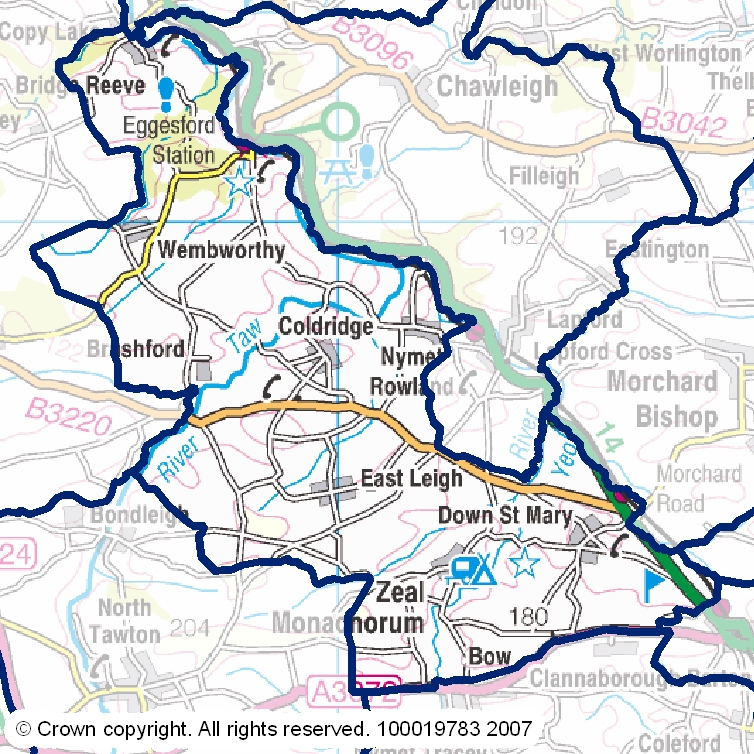 Copy Lake
B3096
Chawleigh
West Worlington
Bridge Reeve
Eggesford
Station
B3042
Filleigh
192
Eastington
Wembworthy
Taw
Coldridge
Lapford
Brushford
Nymet
Rowland
Lapford Cross
Morchard
Bishop
B3220
River
River
Yeo
14
East Leigh
Morchard
Road
Bondleigh
Down St Mary
24
North
Tawton
204
Zeal
Monachorum
180
Bow
A3072
Clannaborough Barton
© Crown copyright. All rights reserved. 100019783 2007
Coleford
Nymet Tracey